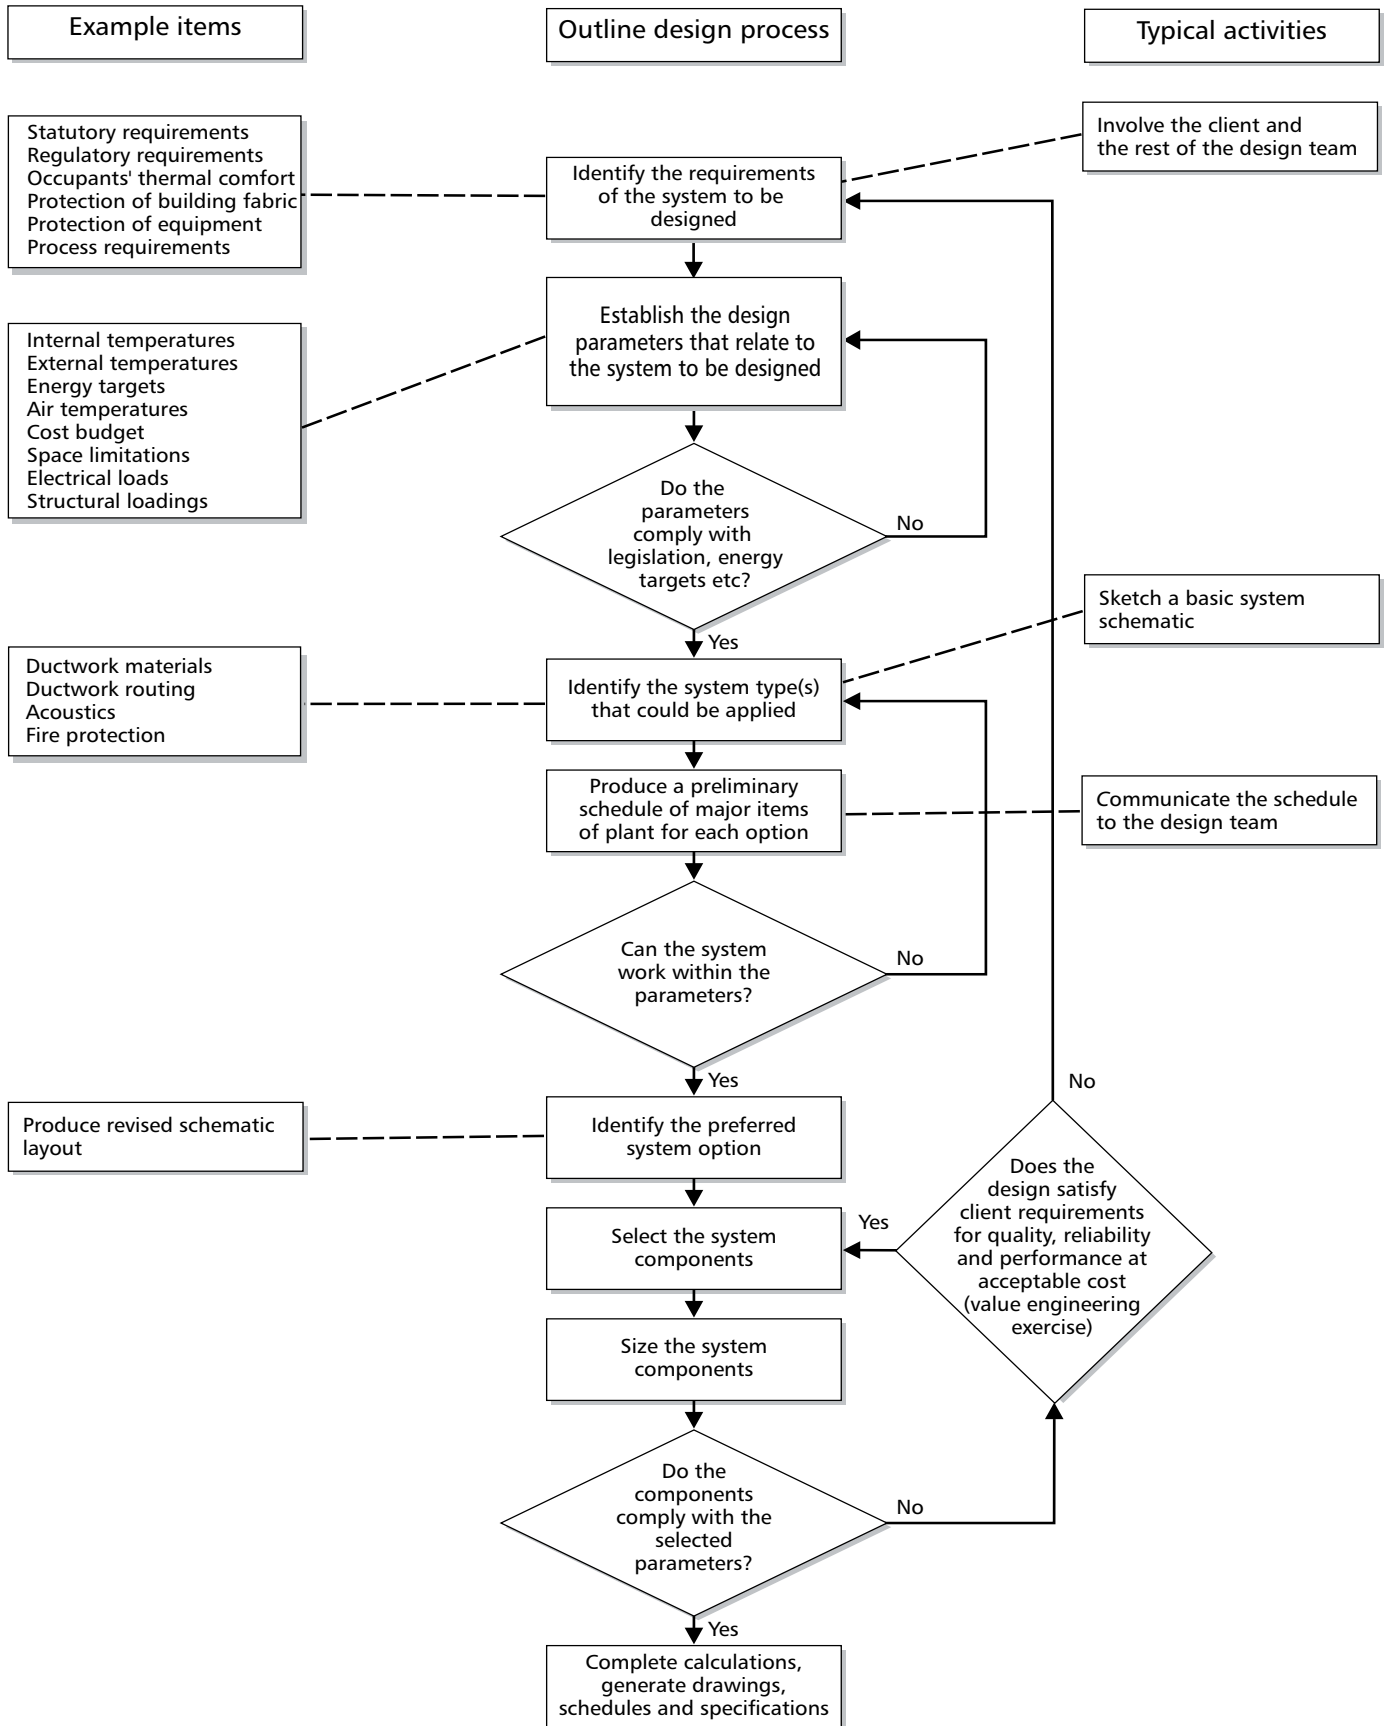 Example items
Outline design process
Typical activities
Statutory requirements
Regulatory requirements
Occupants' thermal comfort
Protection of building fabric
Protection of equipment
Process requirements
Identify the requirements
of the system to be
designed
Involve the client and
the rest of the design team
Internal temperatures
External temperatures
Energy targets
Air temperatures
Cost budget
Space limitations
Electrical loads
Structural loadings
Establish the design
parameters that relate to
the system to be designed
Do the
parameters
comply with
legislation, energy
targets etc?
No
Yes
Sketch a basic system
schematic
Ductwork materials
Ductwork routing
Acoustics
Fire protection
Identify the system type(s)
that could be applied
Produce a preliminary
schedule of major items
of plant for each option
Communicate the schedule
to the design team
Can the system
work within the
parameters?
No
Yes
Produce revised schematic
layout
Identify the preferred
system option
Select the system
components
Size the system
components
No
Does the
design satisfy
client requirements
for quality, reliability
and performance at
acceptable cost
(value engineering
exercise)
Yes
Do the
components
comply with the
selected
parameters?
No
Yes
Complete calculations,
generate drawings,
schedules and specifications